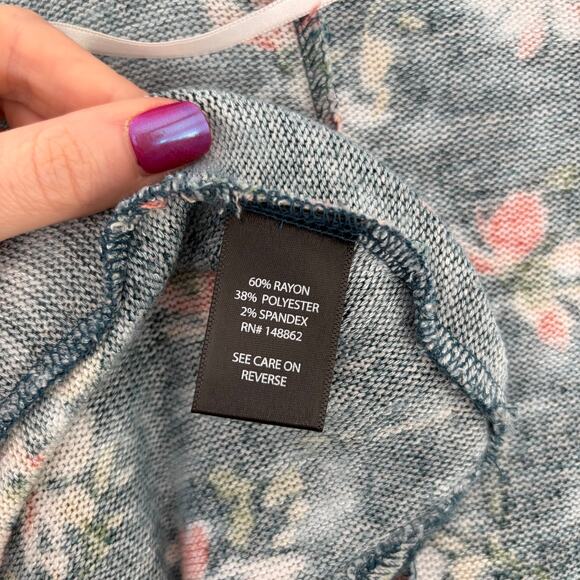 60% RAYON
38% POLYESTER
2% SPANDEX
RN# 148862
SEE CARE ON
REVERSE